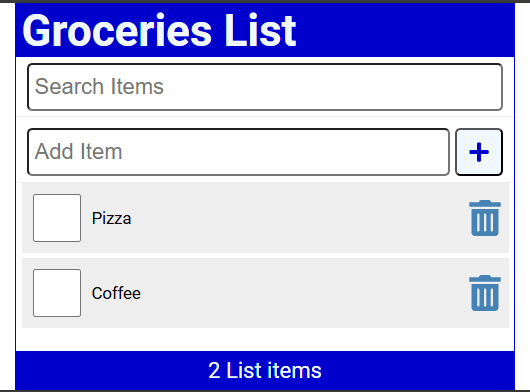 Groceries List
Search Items
Add Item
Pizza
Coffee
2 List items